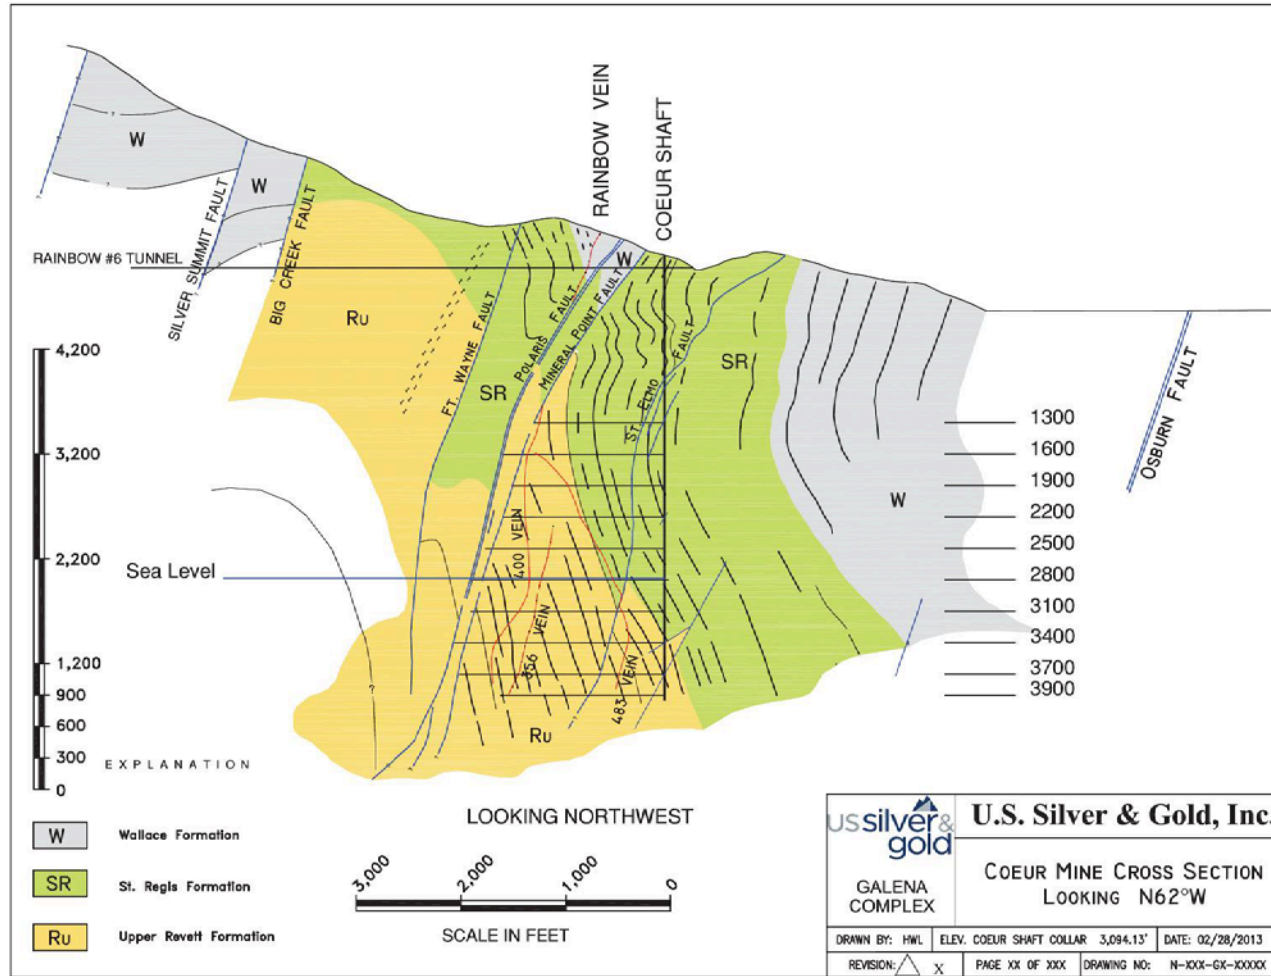 RAINBOW VEIN
COEUR SHAFT
W
W
SILVER SUMMIT FAULT
BIG CREEK FAULT
RAINBOW #6 TUNNEL
W
RU
FT. WAYNE FAULT
POLARIS FAULT
MINERAL POINT FAULT
ST. ELMO FAULT
SR
SR
W
OSBURN FAULT
4,200
3,200
2,200
1,200
900
600
300
0
1300
1600
1900
2200
2500
2800
3100
3400
3700
3900
Sea Level
400 VEIN
356 VEIN
483 VEIN
RU
EXPLANATION
W Wallace Formation
SR St. Regis Formation
RU Upper Revett Formation
LOOKING NORTHWEST
3,000 2,000 1,000 0
SCALE IN FEET
US silver & gold
GALENA
COMPLEX
U.S. Silver & Gold, Inc.
COEUR MINE CROSS SECTION
LOOKING N62°W
DRAWN BY: HWL ELEV. COEUR SHAFT COLLAR 3,094.13' DATE: 02/28/2013
REVISION: X PAGE XX OF XXX DRAWING NO: N-XXX-GX-XXXXX